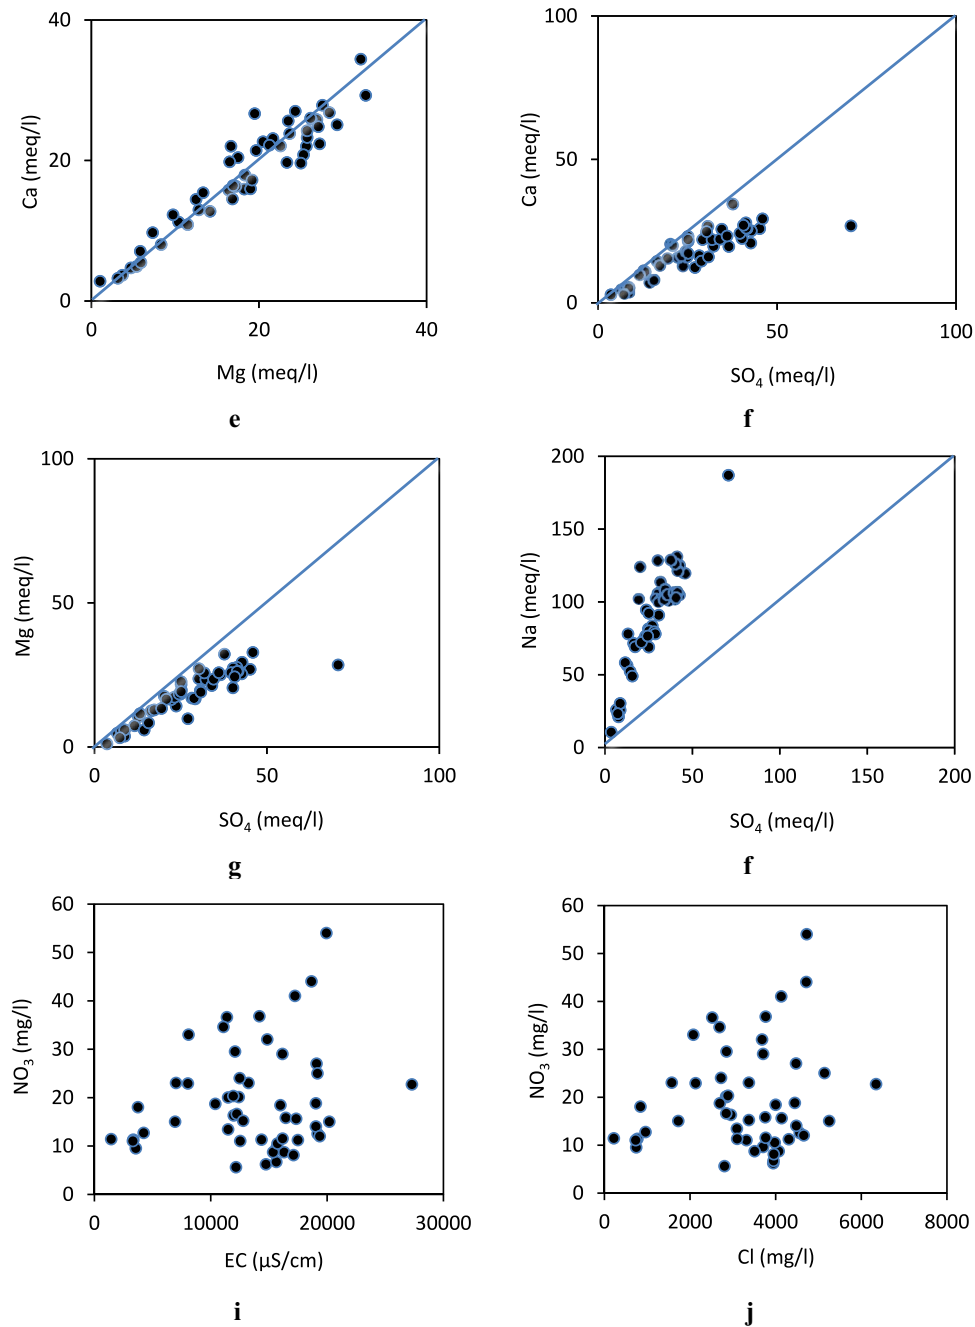 40
20
0
0 20 40
Ca (meq/l)
Mg (meq/l)
e
100
50
0
0 50 100
Ca (meq/l)
SO4 (meq/l)
f
100
50
0
0 50 100
Mg (meq/l)
SO4 (meq/l)
g
200
150
100
50
0
0 50 100 150 200
Na (meq/l)
SO4 (meq/l)
f
60
50
40
30
20
10
0
0 10000 20000 30000
NO3 (mg/l)
EC (µS/cm)
i
60
50
40
30
20
10
0
0 2000 4000 6000 8000
NO3 (mg/l)
Cl (mg/l)
j